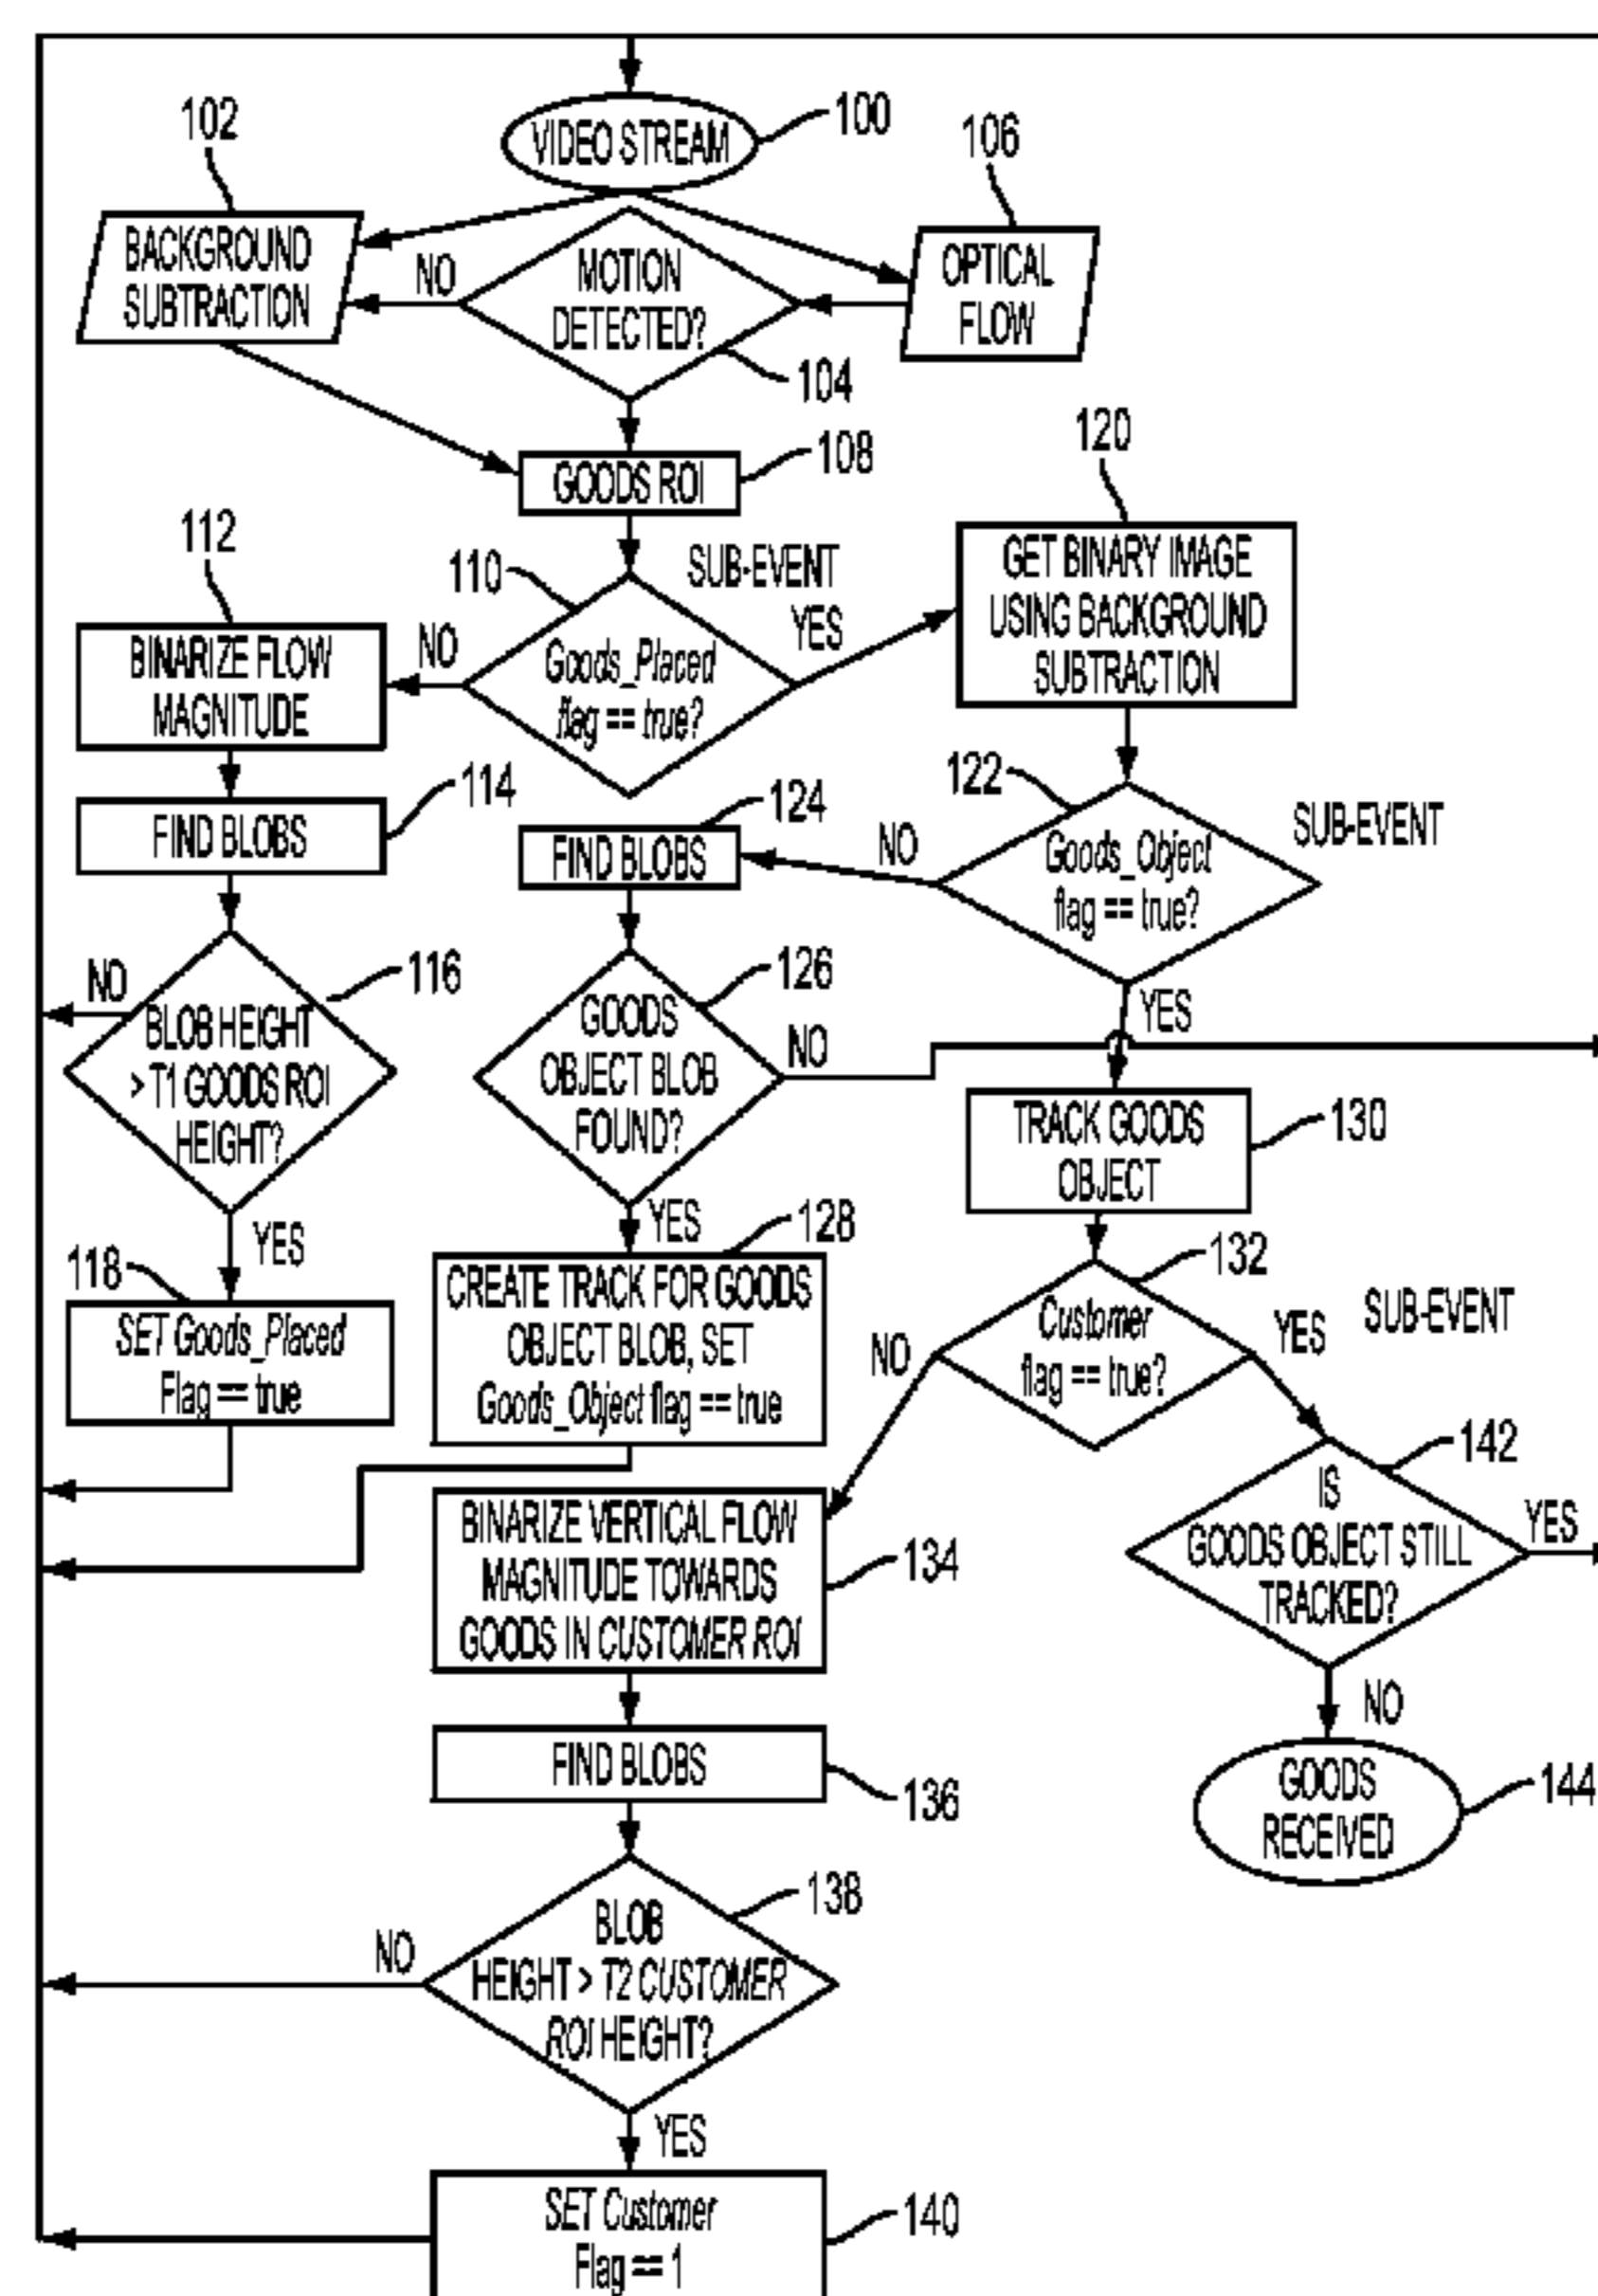 100
VIDEO STREAM
102
BACKGROUND
SUBTRACTION
106
OPTICAL
FLOW
NO
MOTION
DETECTED?
104
GOODS ROI
108
110
SUB-EVENT
Goods_Placed
flag == true?
NO
YES
112
BINARIZE FLOW
MAGNITUDE
114
FIND BLOBS
116
NO
BLOB HEIGHT
> T1 GOODS ROI
HEIGHT?
YES
118
SET Goods_Placed
Flag == true
120
GET BINARY IMAGE
USING BACKGROUND
SUBTRACTION
122
SUB-EVENT
Goods_Object
flag == true?
NO
YES
124
FIND BLOBS
126
GOODS
OBJECT BLOB
FOUND?
NO
YES
128
CREATE TRACK FOR GOODS
OBJECT BLOB, SET
Goods_Object flag == true
TRACK GOODS
OBJECT
130
132
SUB-EVENT
Customer
flag == true?
NO
YES
BINARIZE VERTICAL FLOW
MAGNITUDE TOWARDS
GOODS IN CUSTOMER ROI
134
FIND BLOBS
136
138
BLOB
HEIGHT > T2 CUSTOMER
ROI HEIGHT?
NO
YES
SET Customer
Flag == 1
140
142
IS
GOODS OBJECT STILL
TRACKED?
YES
NO
GOODS
RECEIVED
144